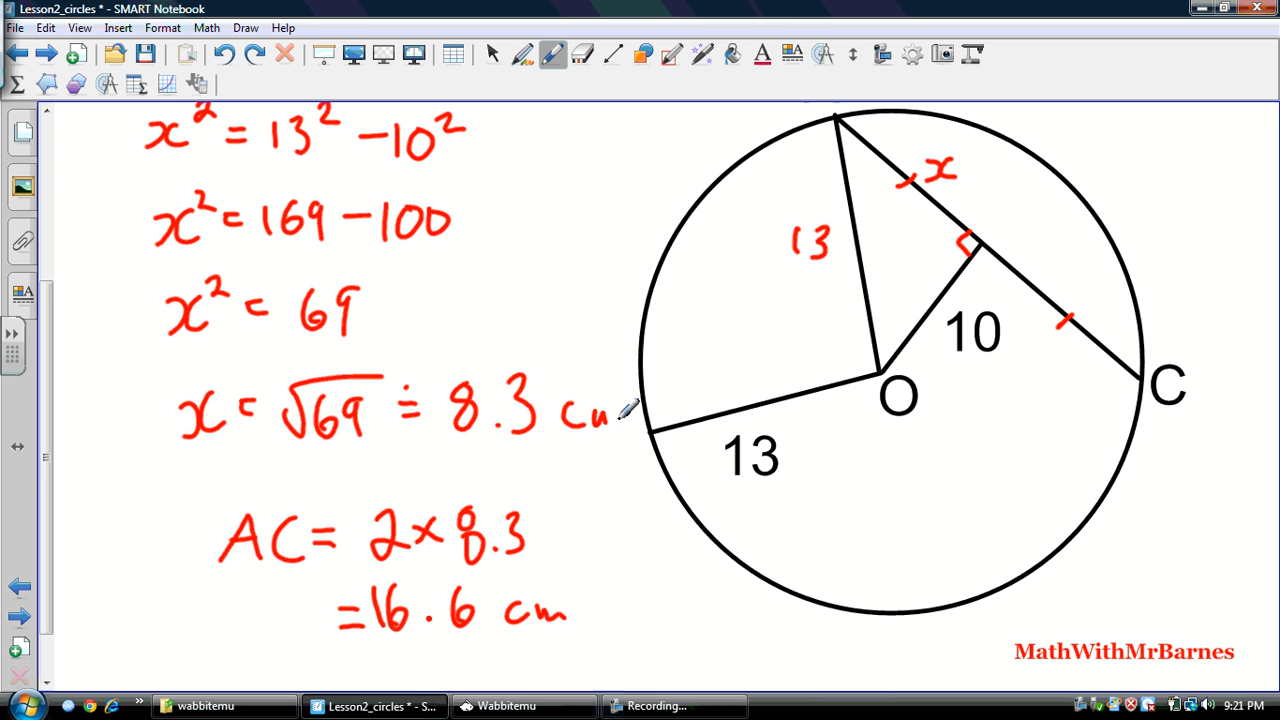 Lesson2_circles * - SMART Notebook
File Edit View Insert Format Math Draw Help
x² = 13² - 10²
x² = 169 - 100
x² = 69
x = √69 ≐ 8.3 cm
AC = 2 × 8.3
= 16.6 cm
x
13
10
O
C
13
MathWithMrBarnes
wabbitemu
Lesson2_circles * - S...
Wabbitemu
Recording...
9:21 PM